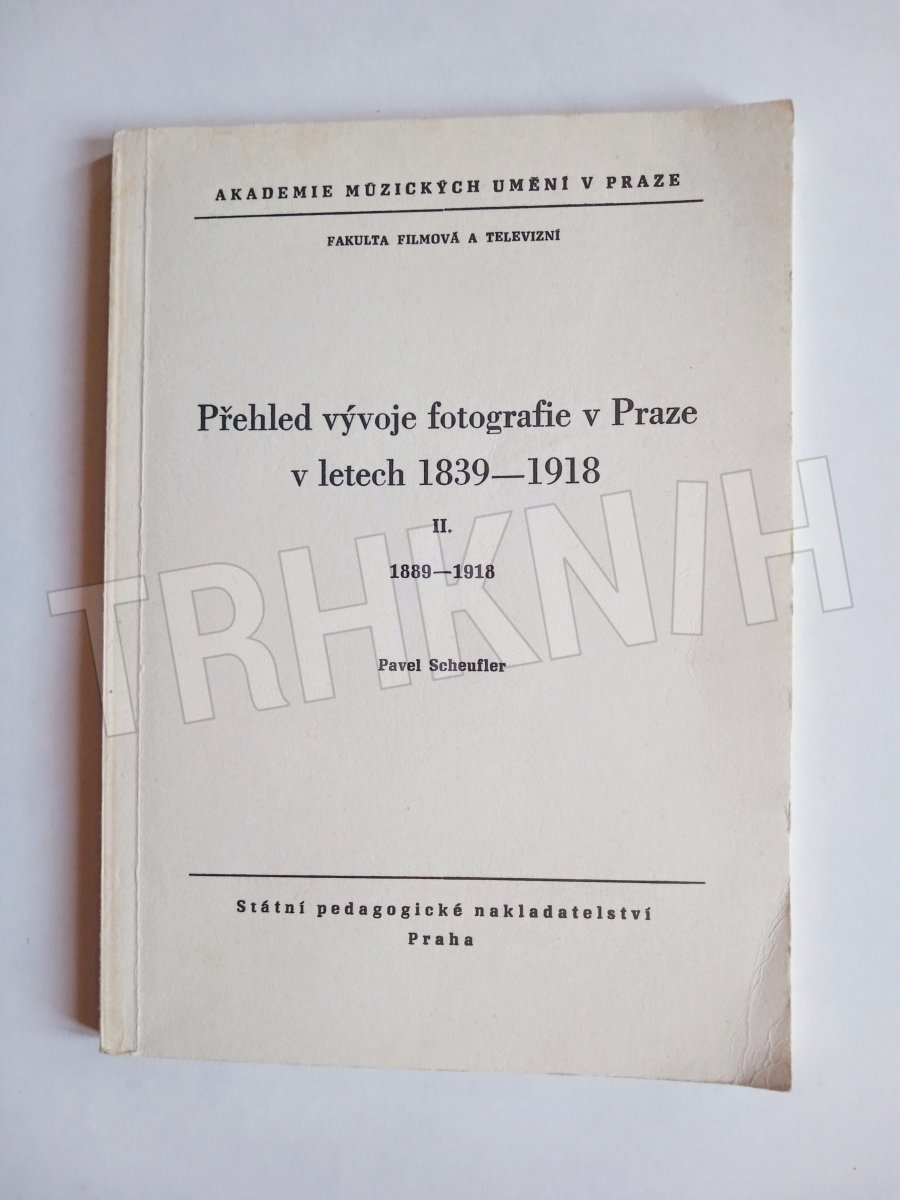 AKADEMIE MÚZICKÝCH UMĚNÍ V PRAZE
FAKULTA FILMOVÁ A TELEVIZNÍ
Přehled vývoje fotografie v Praze
v letech 1839—1918
II.
1889—1918
TRHKNIH
Pavel Scheufler
Státní pedagogické nakladatelství
Praha